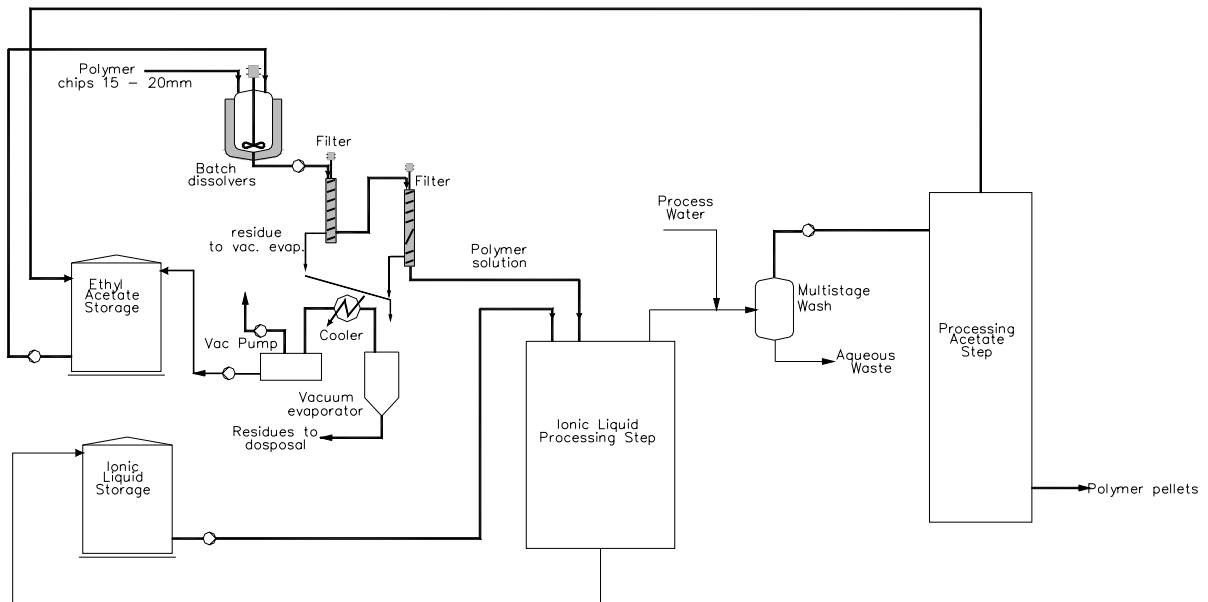 Polymer
chips 15 - 20mm
Filter
Batch
dissolvers
Filter
Process
Water
residue
to vac. evap.
Polymer
solution
Ethyl
Acetate
Storage
Multistage
Wash
Vac Pump
Cooler
Processing
Acetate
Step
Aqueous
Waste
Vacuum
evaporator
Residues to
dosposal
Ionic Liquid
Processing Step
Ionic
Liquid
Storage
Polymer pellets